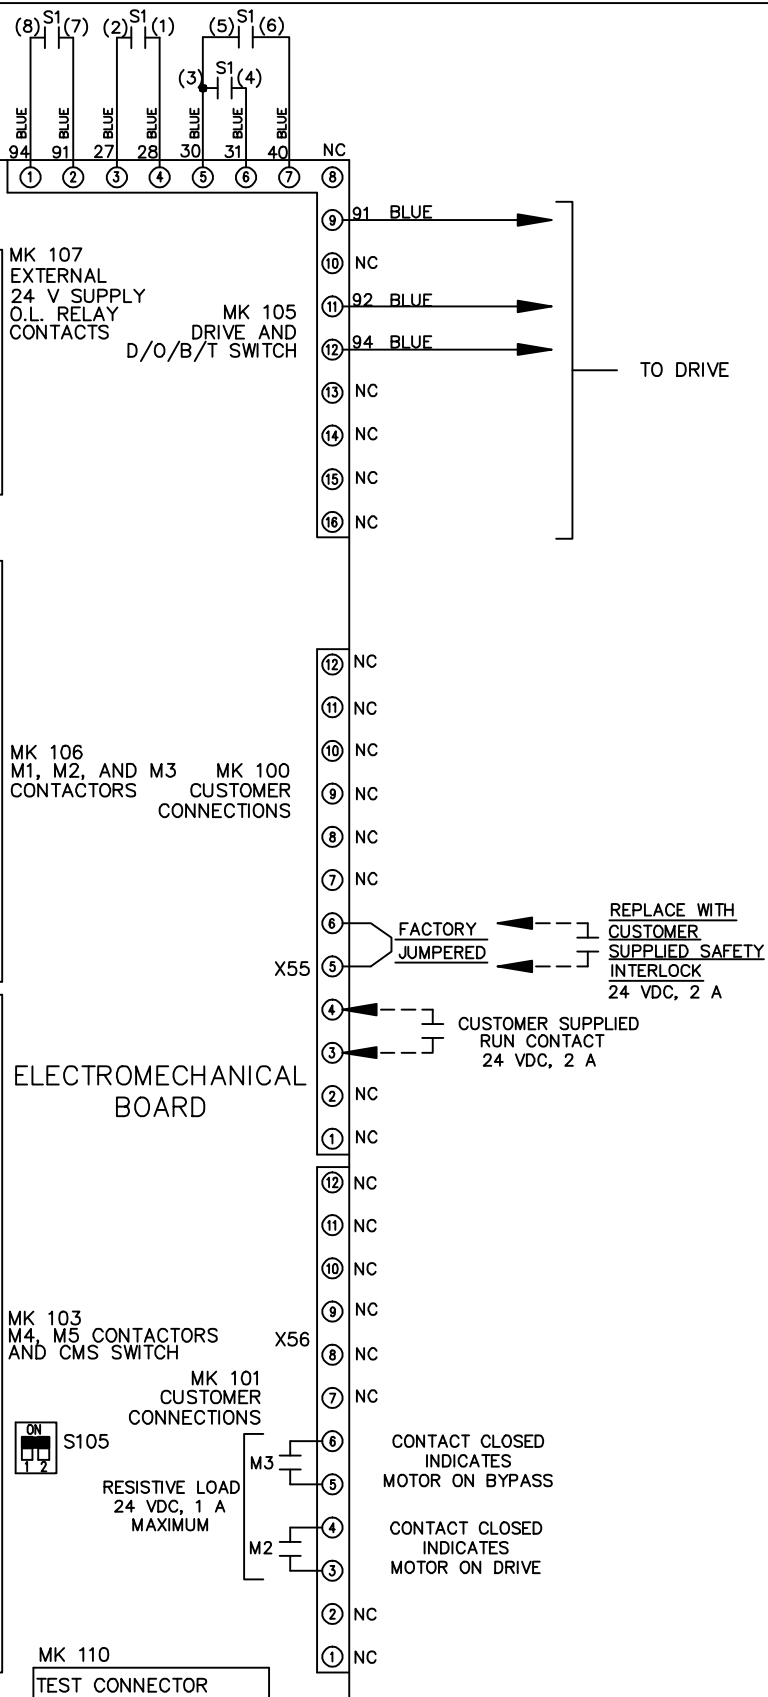 S1 S1 S1
(8) (7) (2) (1) (5) (6)
S1
(3) (4)
BLUE BLUE BLUE BLUE BLUE BLUE BLUE
94 91 27 28 30 31 40 NC
1 2 3 4 5 6 7 8
9 91 BLUE
MK 107
EXTERNAL
24 V SUPPLY
O.L. RELAY
CONTACTS
10 NC
MK 105
DRIVE AND
D/O/B/T SWITCH
11 92 BLUE
12 94 BLUE
TO DRIVE
13 NC
14 NC
15 NC
16 NC
12 NC
11 NC
MK 106
M1, M2, AND M3
CONTACTORS
MK 100
CUSTOMER
CONNECTIONS
10 NC
9 NC
8 NC
7 NC
6
FACTORY
JUMPERED
REPLACE WITH
CUSTOMER
SUPPLIED SAFETY
INTERLOCK
24 VDC, 2 A
X55 5
4
CUSTOMER SUPPLIED
RUN CONTACT
24 VDC, 2 A
3
ELECTROMECHANICAL
BOARD
2 NC
1 NC
12 NC
11 NC
10 NC
9 NC
MK 103
M4, M5 CONTACTORS
AND CMS SWITCH
X56
8 NC
MK 101
CUSTOMER
CONNECTIONS
7 NC
ON
1 2
S105
6
M3
5
CONTACT CLOSED
INDICATES
MOTOR ON BYPASS
RESISTIVE LOAD
24 VDC, 1 A
MAXIMUM
4
M2
3
CONTACT CLOSED
INDICATES
MOTOR ON DRIVE
2 NC
1 NC
MK 110
TEST CONNECTOR